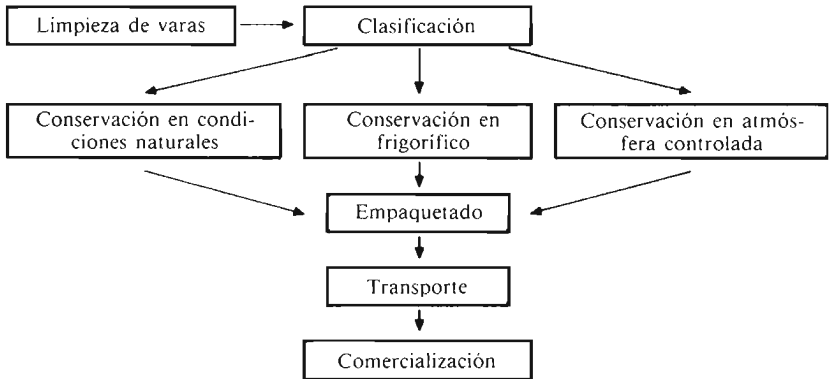 Limpieza de varas
Clasificación
Conservación en condi-
ciones naturales
Conservación en
frigorífico
Conservación en atmós-
fera controlada
Empaquetado
Transporte
Comercialización